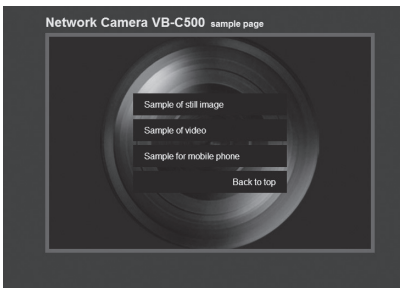 Network Camera VB-C500 sample page
Sample of still image
Sample of video
Sample for mobile phone
Back to top